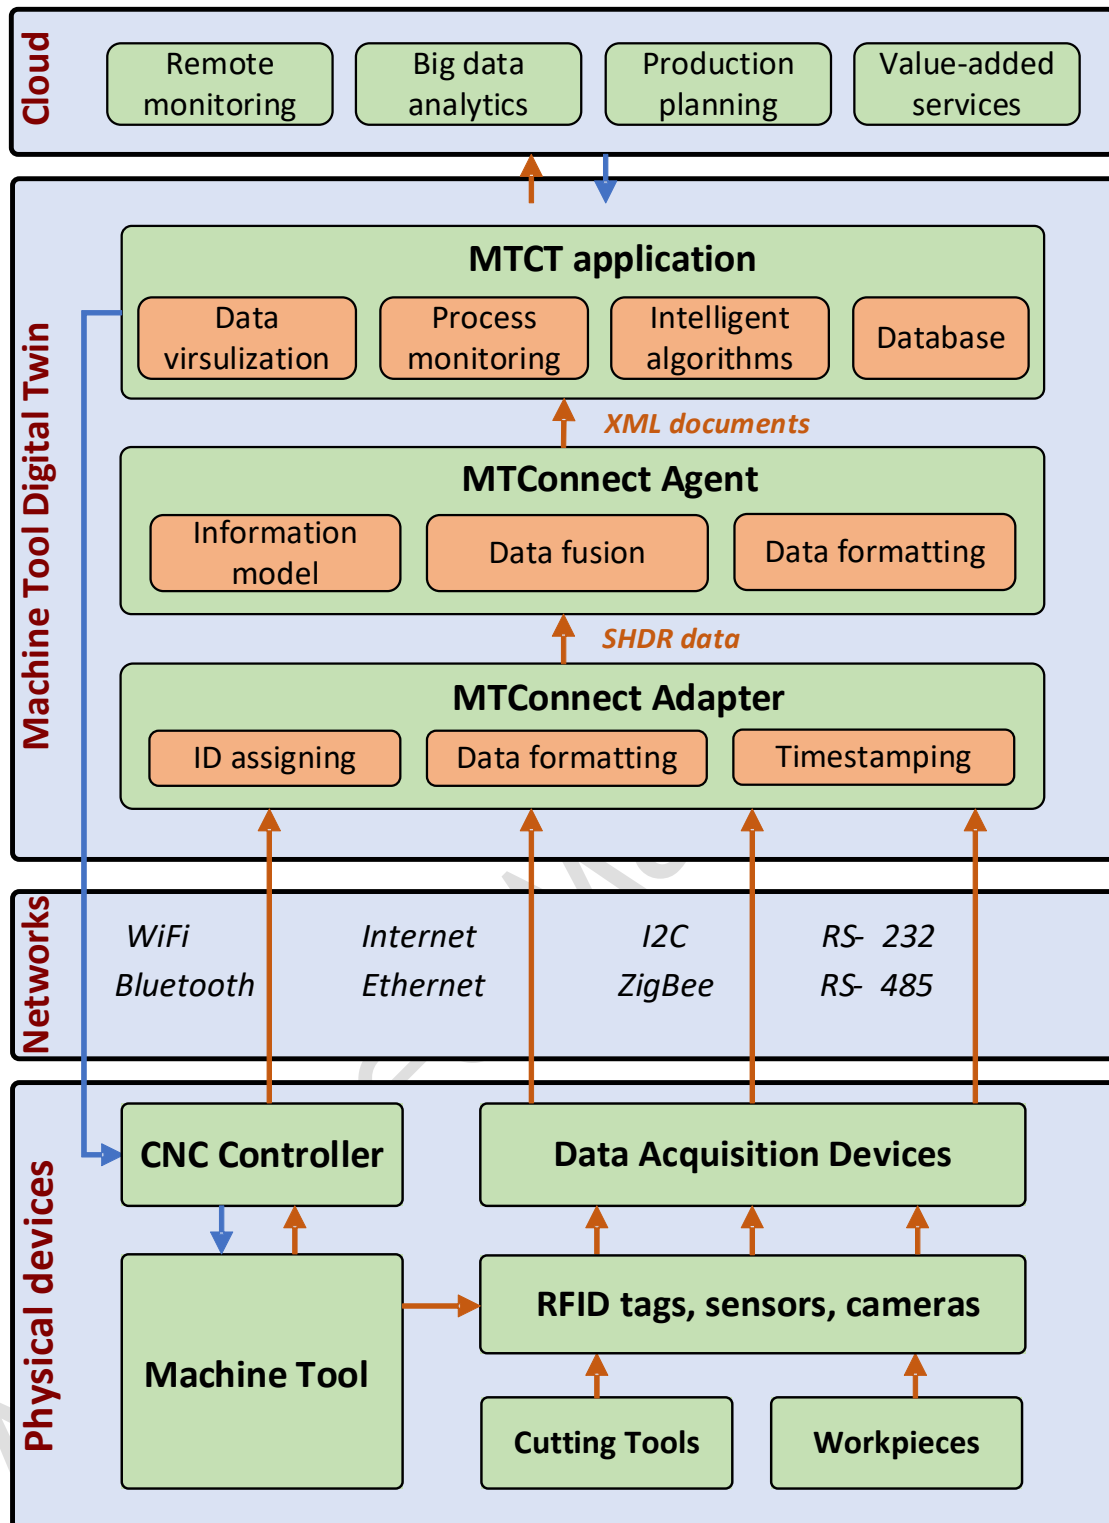 Cloud
Remote
monitoring
Big data
analytics
Production
planning
Value-added
services
Machine Tool Digital Twin
MTCT application
Data
virsulization
Process
monitoring
Intelligent
algorithms
Database
XML documents
MTConnect Agent
Information
model
Data fusion
Data formatting
SHDR data
MTConnect Adapter
ID assigning
Data formatting
Timestamping
Networks
WiFi
Internet
I2C
RS- 232
Bluetooth
Ethernet
ZigBee
RS- 485
Physical devices
CNC Controller
Data Acquisition Devices
Machine Tool
RFID tags, sensors, cameras
Cutting Tools
Workpieces